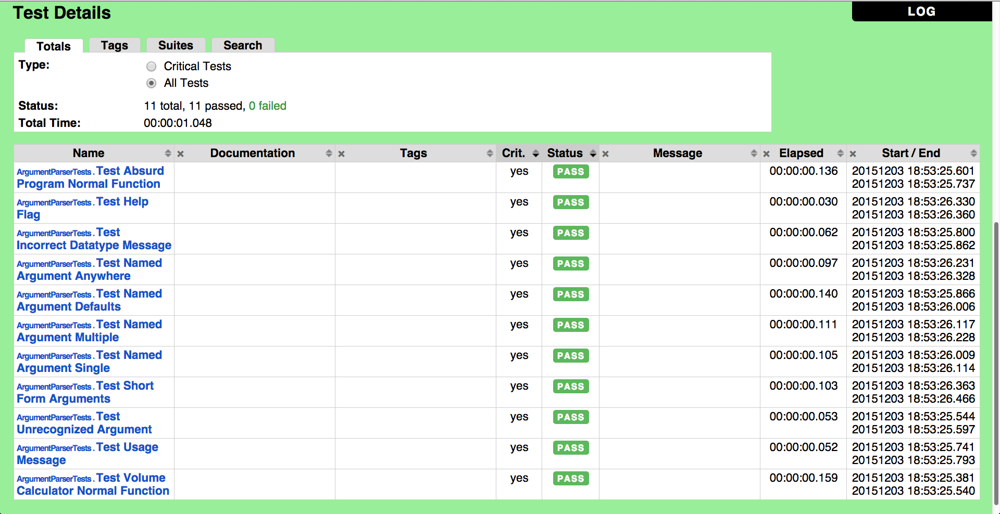 Test Details
LOG
Totals Tags Suites Search
Type:
Critical Tests
All Tests
Status: 11 total, 11 passed, 0 failed
Total Time: 00:00:01.048
Name Documentation Tags Crit. Status Message Elapsed Start / End
ArgumentParserTests . Test Absurd yes PASS 00:00:00.136 20151203 18:53:25.601
Program Normal Function 20151203 18:53:25.737
ArgumentParserTests . Test Help yes PASS 00:00:00.030 20151203 18:53:26.330
Flag 20151203 18:53:26.360
ArgumentParserTests . Test yes PASS 00:00:00.062 20151203 18:53:25.800
Incorrect Datatype Message 20151203 18:53:25.862
ArgumentParserTests . Test Named yes PASS 00:00:00.097 20151203 18:53:26.231
Argument Anywhere 20151203 18:53:26.328
ArgumentParserTests . Test Named yes PASS 00:00:00.140 20151203 18:53:25.866
Argument Defaults 20151203 18:53:26.006
ArgumentParserTests . Test Named yes PASS 00:00:00.111 20151203 18:53:26.117
Argument Multiple 20151203 18:53:26.228
ArgumentParserTests . Test Named yes PASS 00:00:00.105 20151203 18:53:26.009
Argument Single 20151203 18:53:26.114
ArgumentParserTests . Test Short yes PASS 00:00:00.103 20151203 18:53:26.363
Form Arguments 20151203 18:53:26.466
ArgumentParserTests . Test yes PASS 00:00:00.053 20151203 18:53:25.544
Unrecognized Argument 20151203 18:53:25.597
ArgumentParserTests . Test Usage yes PASS 00:00:00.052 20151203 18:53:25.741
Message 20151203 18:53:25.793
ArgumentParserTests . Test Volume yes PASS 00:00:00.159 20151203 18:53:25.381
Calculator Normal Function 20151203 18:53:25.540